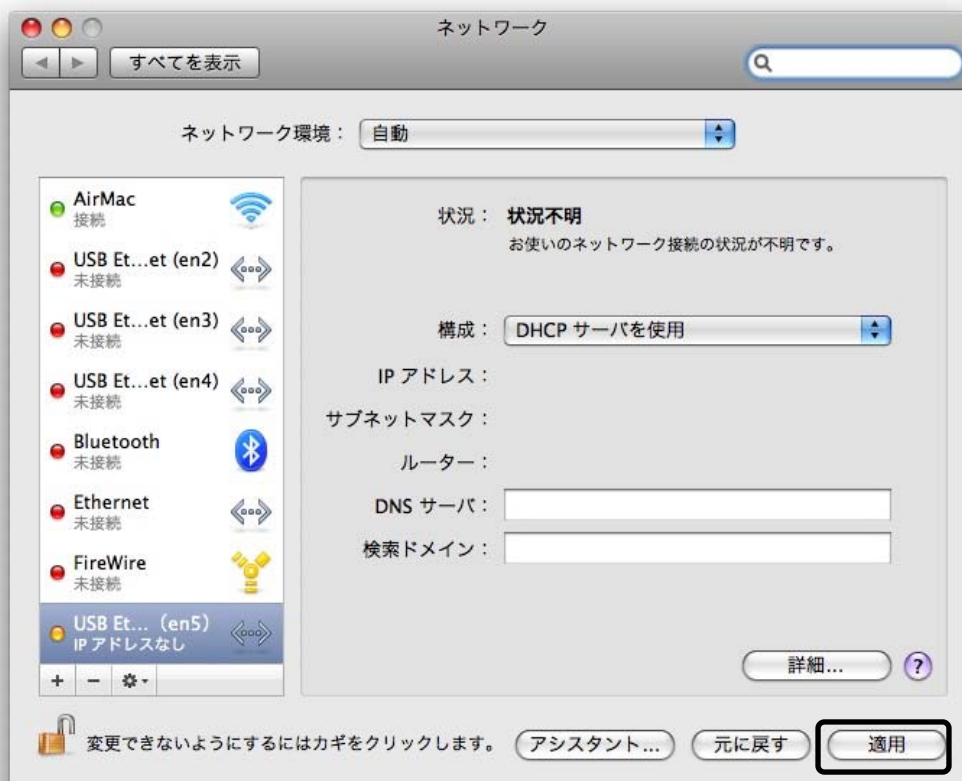 ネットワーク
すべてを表示
ネットワーク環境： 自動
AirMac
接続
USB Et...et (en2)
未接続
USB Et...et (en3)
未接続
USB Et...et (en4)
未接続
Bluetooth
未接続
Ethernet
未接続
FireWire
未接続
USB Et... (en5)
IP アドレスなし
状況： 状況不明
お使いのネットワーク接続の状況が不明です。
構成： DHCP サーバを使用
IP アドレス：
サブネットマスク：
ルーター：
DNS サーバ：
検索ドメイン：
詳細... ?
変更できないようにするにはカギをクリックします。 アシスタント... 元に戻す 適用